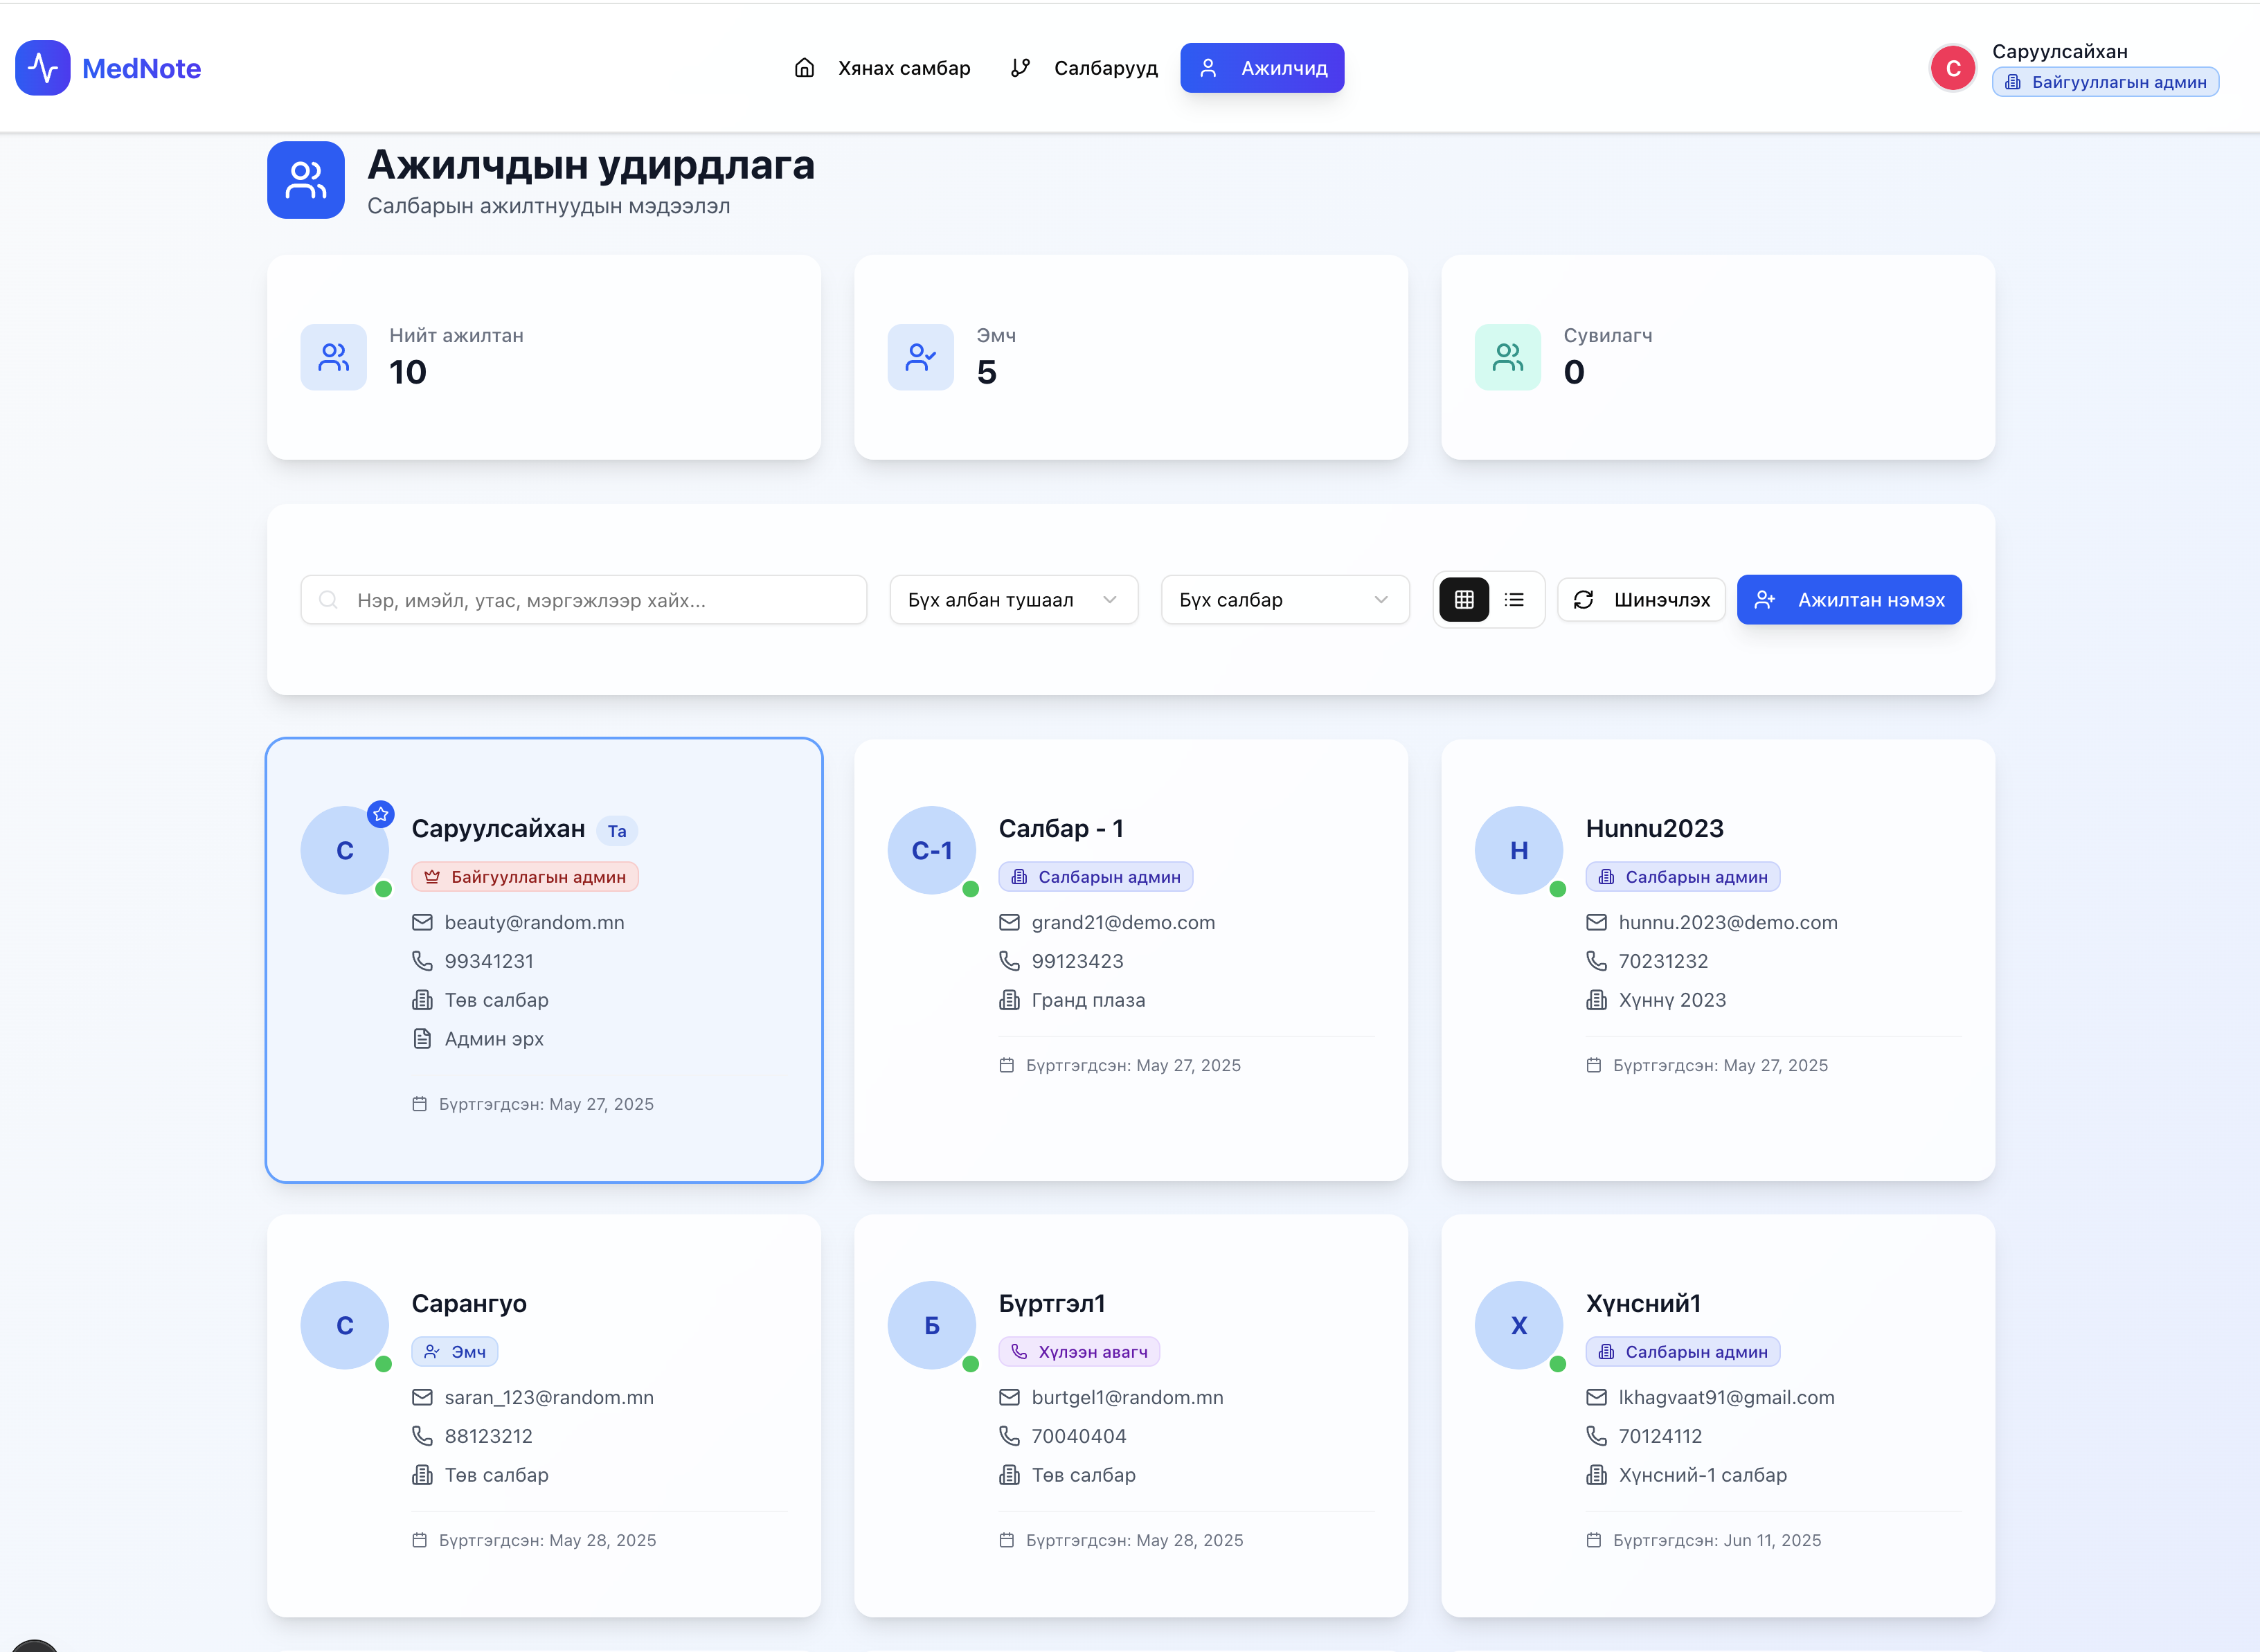 MedNote
Хянах самбар
Салбарууд
Ажилчид
С
Саруулсайхан
Байгууллагын админ
Ажилчдын удирдлага
Салбарын ажилтнуудын мэдээлэл
Нийт ажилтан
10
Эмч
5
Сувилагч
0
Нэр, имэйл, утас, мэргэжлээр хайх...
Бүх албан тушаал
Бүх салбар
Шинэчлэх
Ажилтан нэмэх
С
Саруулсайхан Та
Байгууллагын админ
beauty@random.mn
99341231
Төв салбар
Админ эрх
Бүртгэгдсэн: May 27, 2025
С-1
Салбар - 1
Салбарын админ
grand21@demo.com
99123423
Гранд плаза
Бүртгэгдсэн: May 27, 2025
H
Hunnu2023
Салбарын админ
hunnu.2023@demo.com
70231232
Хүннү 2023
Бүртгэгдсэн: May 27, 2025
С
Сарангуо
Эмч
saran_123@random.mn
88123212
Төв салбар
Бүртгэгдсэн: May 28, 2025
Б
Бүртгэл1
Хүлээн авагч
burtgel1@random.mn
70040404
Төв салбар
Бүртгэгдсэн: May 28, 2025
Х
Хүнсний1
Салбарын админ
lkhagvaat91@gmail.com
70124112
Хүнсний-1 салбар
Бүртгэгдсэн: Jun 11, 2025